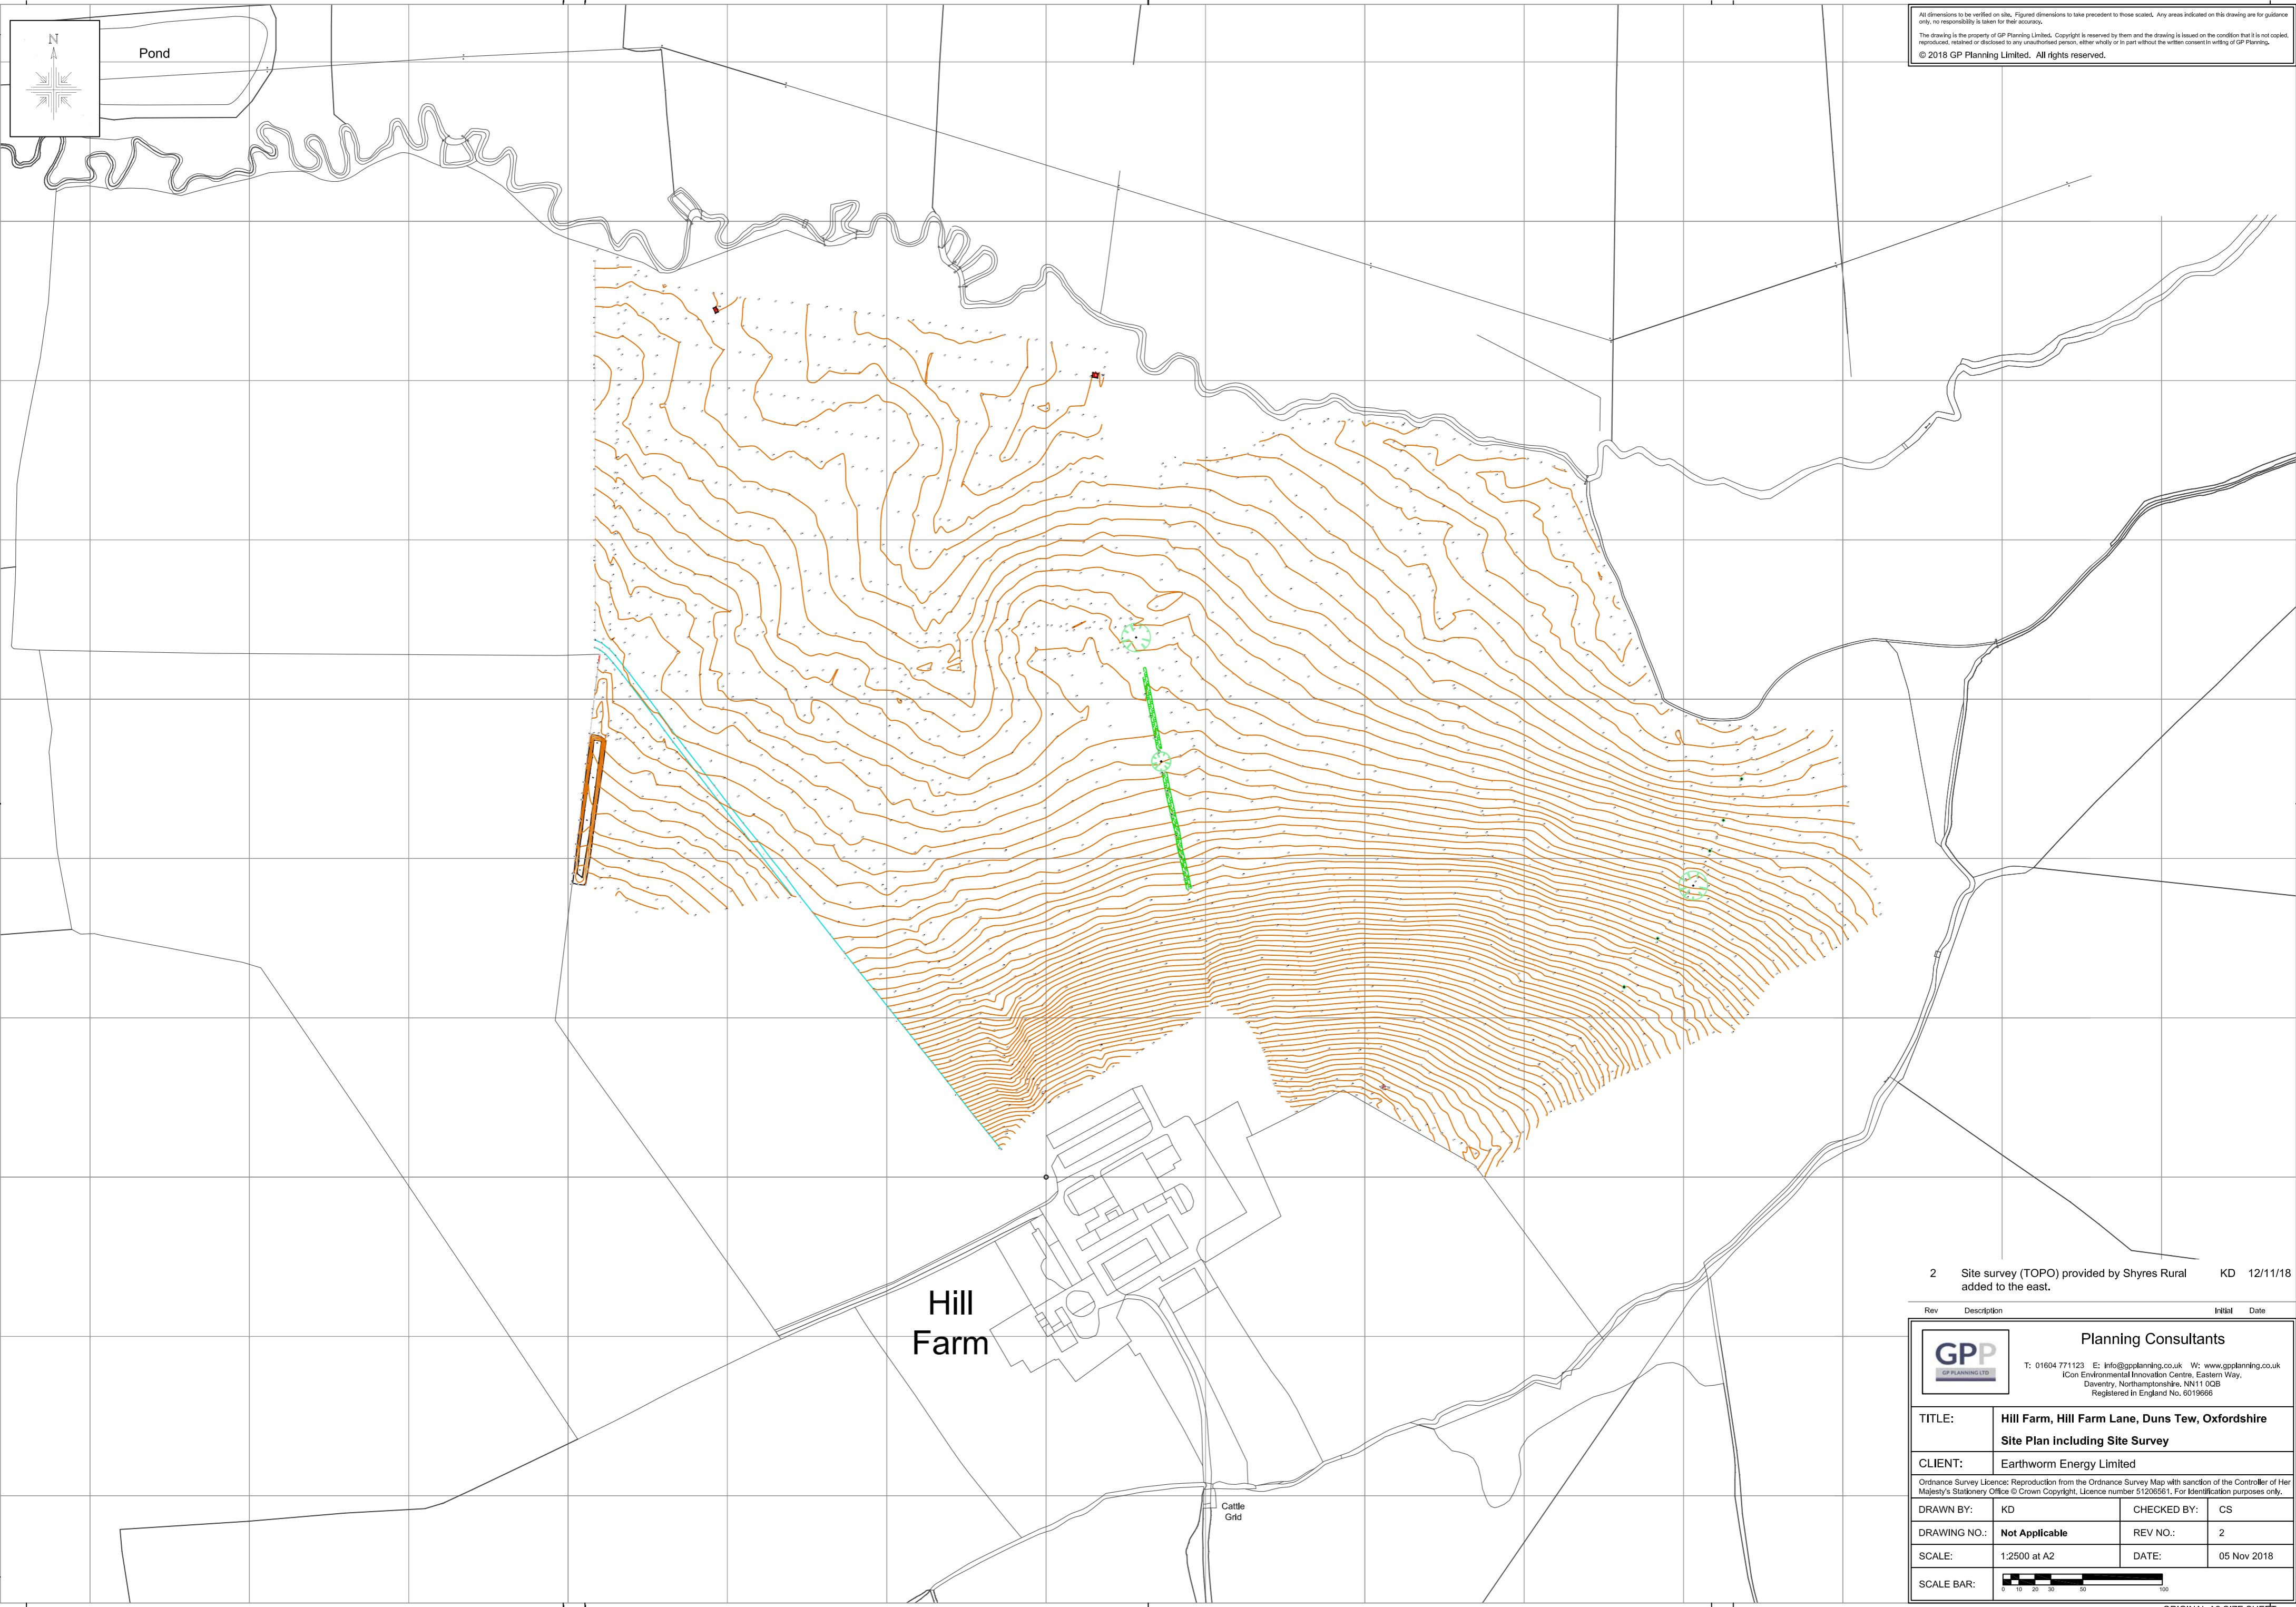 N
Pond
All dimensions to be verified on site. Figured dimensions to take precedent to those scaled. Any areas indicated on this drawing are for guidance
only, no responsibility is taken for their accuracy.
The drawing is the property of GP Planning Limited. Copyright is reserved by them and the drawing is issued on the condition that it is not copied,
reproduced, retained or disclosed to any unauthorised person, either wholly or in part without the written consent in writing of GP Planning.
© 2018 GP Planning Limited. All rights reserved.
Hill
Farm
Cattle
Grid
2 Site survey (TOPO) provided by Shyres Rural KD 12/11/18
added to the east.
Rev Description Initial Date
GPP
GP PLANNING LTD
Planning Consultants
T: 01604 771123 E: info@gpplanning.co.uk W: www.gpplanning.co.uk
iCon Environmental Innovation Centre, Eastern Way,
Daventry, Northamptonshire, NN11 0QB
Registered in England No. 6019666
TITLE: Hill Farm, Hill Farm Lane, Duns Tew, Oxfordshire
Site Plan including Site Survey
CLIENT: Earthworm Energy Limited
Ordnance Survey Licence: Reproduction from the Ordnance Survey Map with sanction of the Controller of Her
Majesty's Stationery Office © Crown Copyright, Licence number 51206561. For Identification purposes only.
DRAWN BY: KD CHECKED BY: CS
DRAWING NO.: Not Applicable REV NO.: 2
SCALE: 1:2500 at A2 DATE: 05 Nov 2018
SCALE BAR:
0 10 20 30 50 100